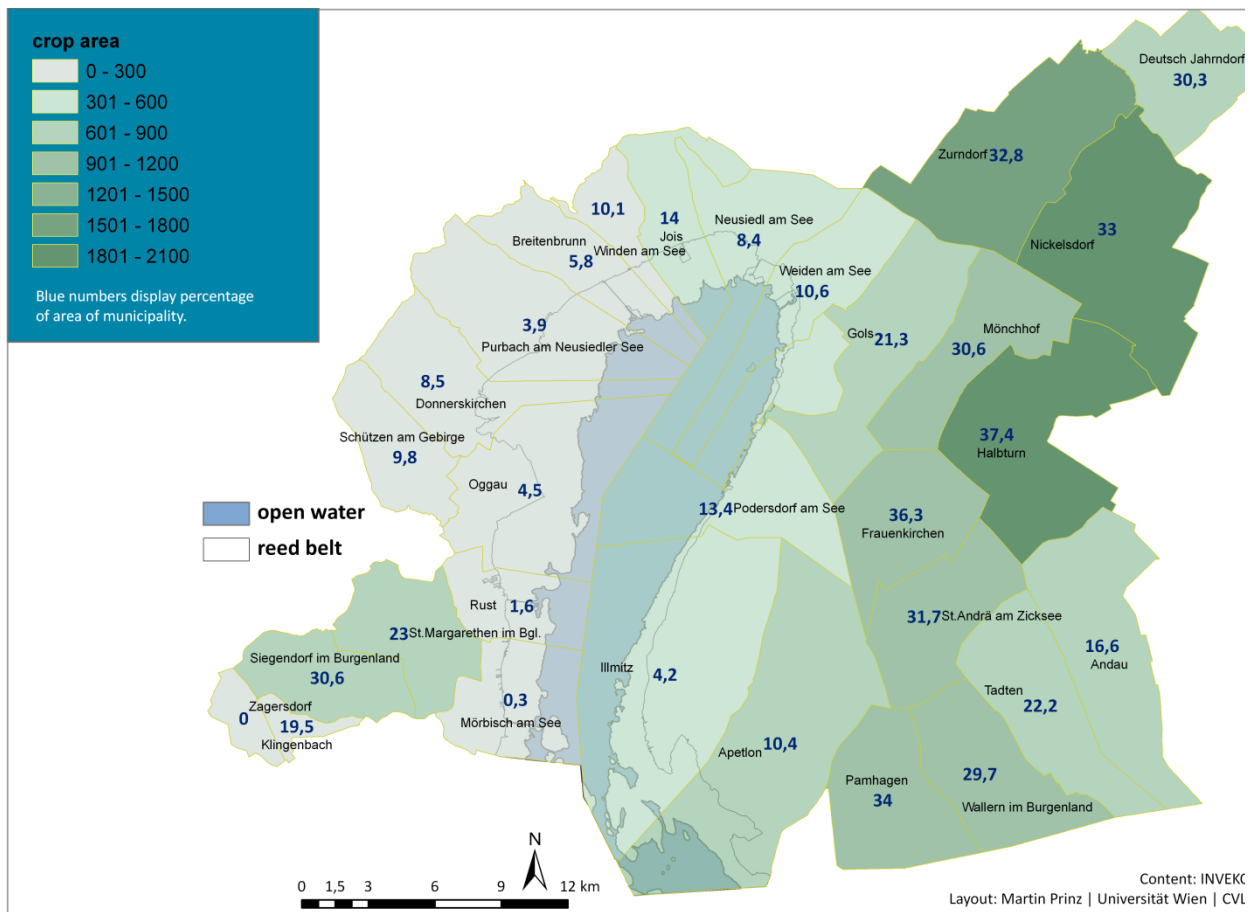 crop area
0 - 300
301 - 600
601 - 900
901 - 1200
1201 - 1500
1501 - 1800
1801 - 2100
Blue numbers display percentage
of area of municipality.
Deutsch Jahrndorf
30,3
Zurndorf 32,8
Nickelsdorf
33
10,1
Winden am See
14
Jois
Neusiedl am See
8,4
Breitenbrunn
5,8
Weiden am See
10,6
3,9
Purbach am Neusiedler See
Gols 21,3
Mönchhof
30,6
8,5
Donnerskirchen
37,4
Halbturn
Schützen am Gebirge
9,8
Oggau 4,5
open water
reed belt
13,4 Podersdorf am See
36,3
Frauenkirchen
Rust 1,6
23 St.Margarethen im Bgl.
31,7 St.Andrä am Zicksee
16,6
Andau
Siegendorf im Burgenland
30,6
Illmitz 4,2
Tadten
22,2
Zagersdorf
0
19,5
Klingenbach
0,3
Mörbisch am See
Apetlon 10,4
Pamhagen
34
29,7
Wallern im Burgenland
N
0 1,5 3 6 9 12 km
Content: INVEKO
Layout: Martin Prinz | Universität Wien | CVL